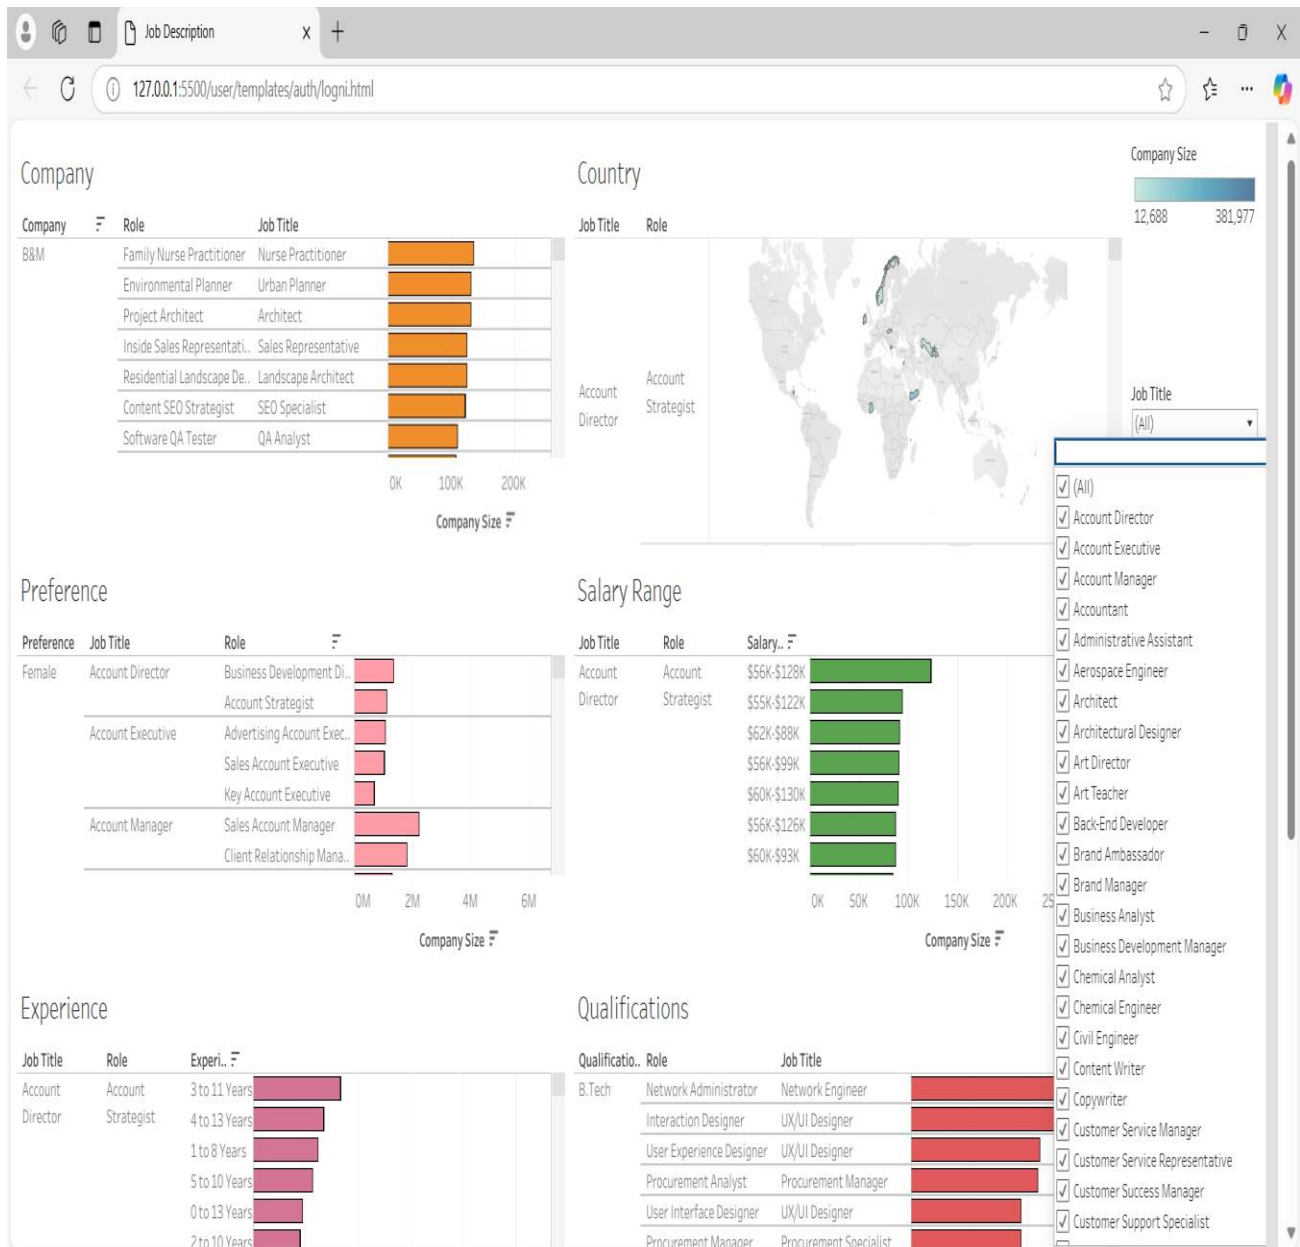 Job Description
127.0.0.1:5500/user/templates/auth/logni.html
Company
Company Role Job Title
B&M Family Nurse Practitioner Nurse Practitioner
Environmental Planner Urban Planner
Project Architect Architect
Inside Sales Representati.. Sales Representative
Residential Landscape De.. Landscape Architect
Content SEO Strategist SEO Specialist
Software QA Tester QA Analyst
0K 100K 200K
Company Size
Country
Job Title Role
Account Director
Account Strategist
Company Size
12,688 381,977
Job Title
(All)
(All)
Account Director
Account Executive
Account Manager
Accountant
Administrative Assistant
Aerospace Engineer
Architect
Architectural Designer
Art Director
Art Teacher
Back-End Developer
Brand Ambassador
Brand Manager
Business Analyst
Business Development Manager
Chemical Analyst
Chemical Engineer
Civil Engineer
Content Writer
Copywriter
Customer Service Manager
Customer Service Representative
Customer Success Manager
Customer Support Specialist
Preference
Preference Job Title Role
Female Account Director Business Development Di..
Account Strategist
Account Executive Advertising Account Exec..
Sales Account Executive
Key Account Executive
Account Manager Sales Account Manager
Client Relationship Mana..
0M 2M 4M 6M
Company Size
Salary Range
Job Title Role Salary..
Account Account $56K-$128K
Director Strategist $55K-$122K
$62K-$88K
$56K-$99K
$60K-$130K
$56K-$126K
$60K-$93K
0K 50K 100K 150K 200K 25
Company Size
Experience
Job Title Role Experi..
Account Account 3 to 11 Years
Director Strategist 4 to 13 Years
1 to 8 Years
5 to 10 Years
0 to 13 Years
2 to 10 Years
Qualifications
Qualificatio.. Role Job Title
B.Tech Network Administrator Network Engineer
Interaction Designer UX/UI Designer
User Experience Designer UX/UI Designer
Procurement Analyst Procurement Manager
User Interface Designer UX/UI Designer
Procurement Manager Procurement Specialist